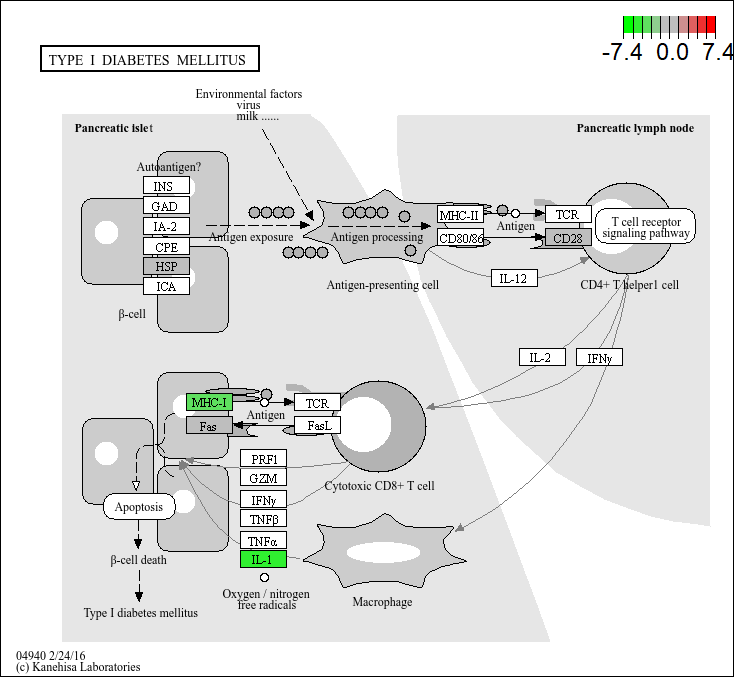 -7.4 0.0 7.4
TYPE I DIABETES MELLITUS
Environmental factors
virus
milk ......
Pancreatic islet
Pancreatic lymph node
Autoantigen?
INS
GAD
IA-2
CPE
HSP
ICA
β-cell
Antigen exposure
Antigen processing
Antigen-presenting cell
MHC-II
CD80/86
Antigen
TCR
CD28
T cell receptor
signaling pathway
IL-12
CD4+ T helper1 cell
IL-2
IFNγ
MHC-I
Fas
Antigen
TCR
FasL
PRF1
GZM
IFNγ
TNFβ
TNFα
IL-1
Cytotoxic CD8+ T cell
Apoptosis
β-cell death
Type I diabetes mellitus
Oxygen / nitrogen
free radicals
Macrophage
04940 2/24/16
(c) Kanehisa Laboratories